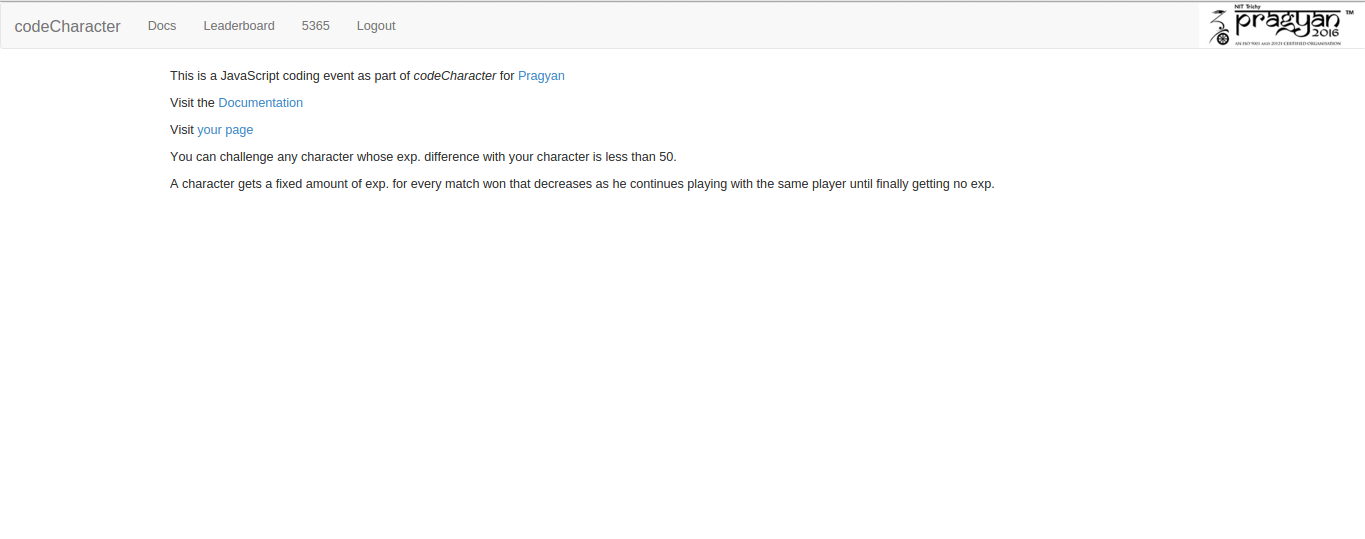 codeCharacter Docs Leaderboard 5365 Logout
NIT Trichy
pragyan TM
2016
AN ISO 9001 AND 20121 CERTIFIED ORGANISATION
This is a JavaScript coding event as part of codeCharacter for Pragyan
Visit the Documentation
Visit your page
You can challenge any character whose exp. difference with your character is less than 50.
A character gets a fixed amount of exp. for every match won that decreases as he continues playing with the same player until finally getting no exp.